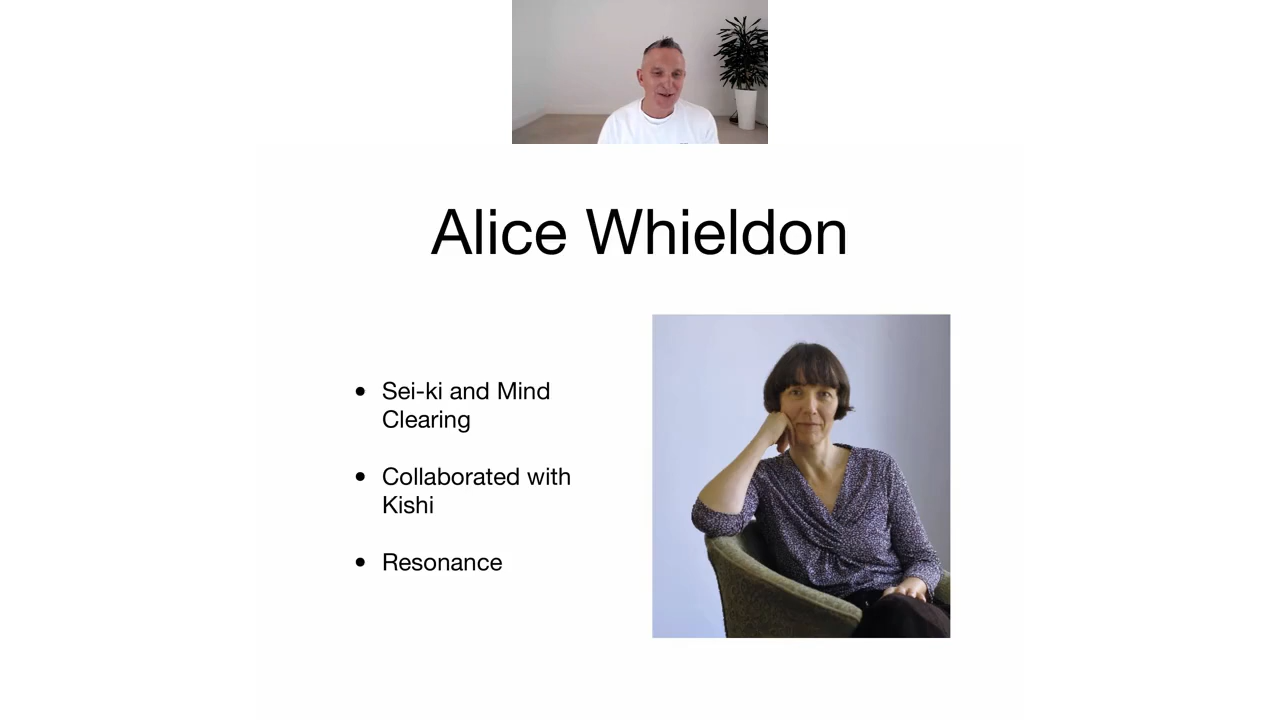 Alice Whieldon
• Sei-ki and Mind
Clearing
• Collaborated with
Kishi
• Resonance